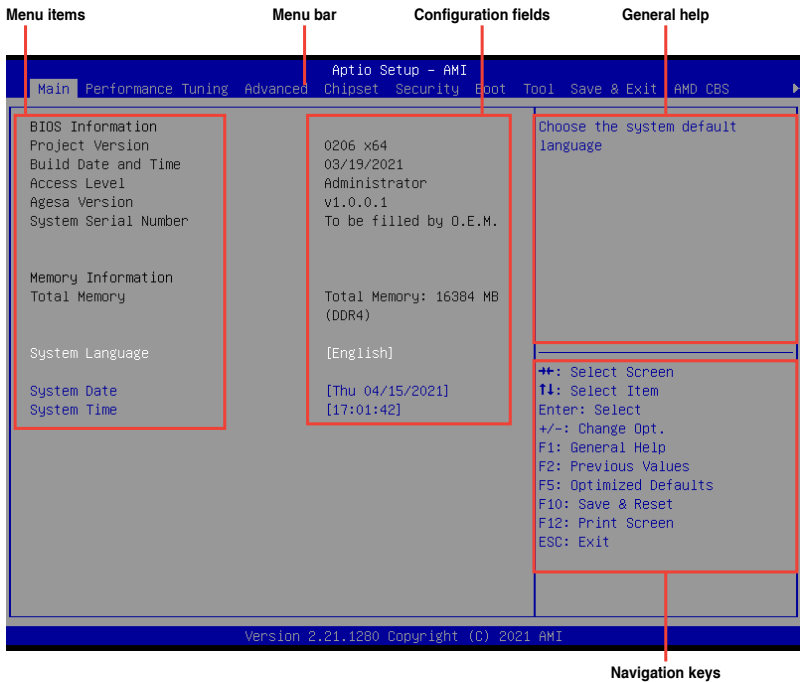 Menu items Menu bar Configuration fields General help
Aptio Setup - AMI
Main Performance Tuning Advanced Chipset Security Boot Tool Save & Exit AMD CBS
BIOS Information
Project Version 0206 x64
Build Date and Time 03/19/2021
Access Level Administrator
Agesa Version v1.0.0.1
System Serial Number To be filled by O.E.M.
Memory Information
Total Memory Total Memory: 16384 MB
(DDR4)
System Language [English]
System Date [Thu 04/15/2021]
System Time [17:01:42]
Choose the system default
language
→←: Select Screen
↑↓: Select Item
Enter: Select
+/-: Change Opt.
F1: General Help
F2: Previous Values
F5: Optimized Defaults
F10: Save & Reset
F12: Print Screen
ESC: Exit
Version 2.21.1280 Copyright (C) 2021 AMI
Navigation keys